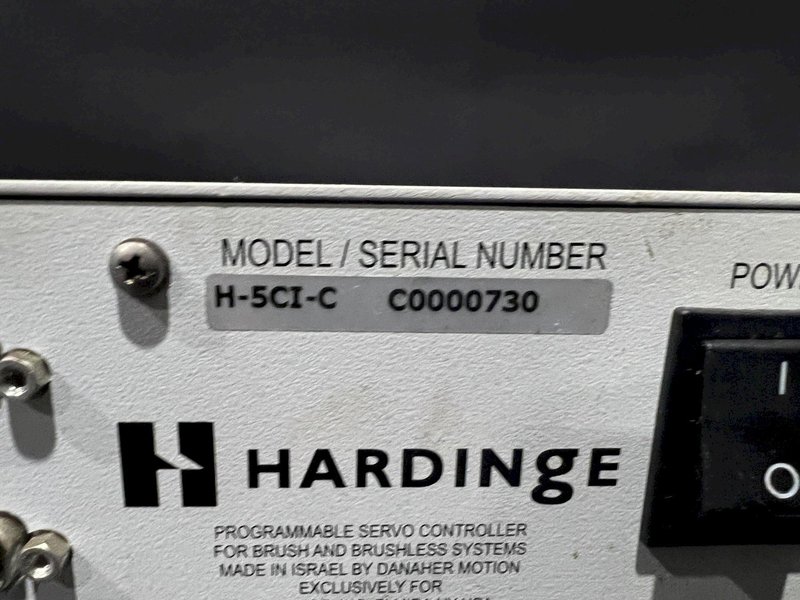 MODEL / SERIAL NUMBER
H-5CI-C C0000730
POW
I
O
HARDINgE
PROGRAMMABLE SERVO CONTROLLER
FOR BRUSH AND BRUSHLESS SYSTEMS
MADE IN ISRAEL BY DANAHER MOTION
EXCLUSIVELY FOR